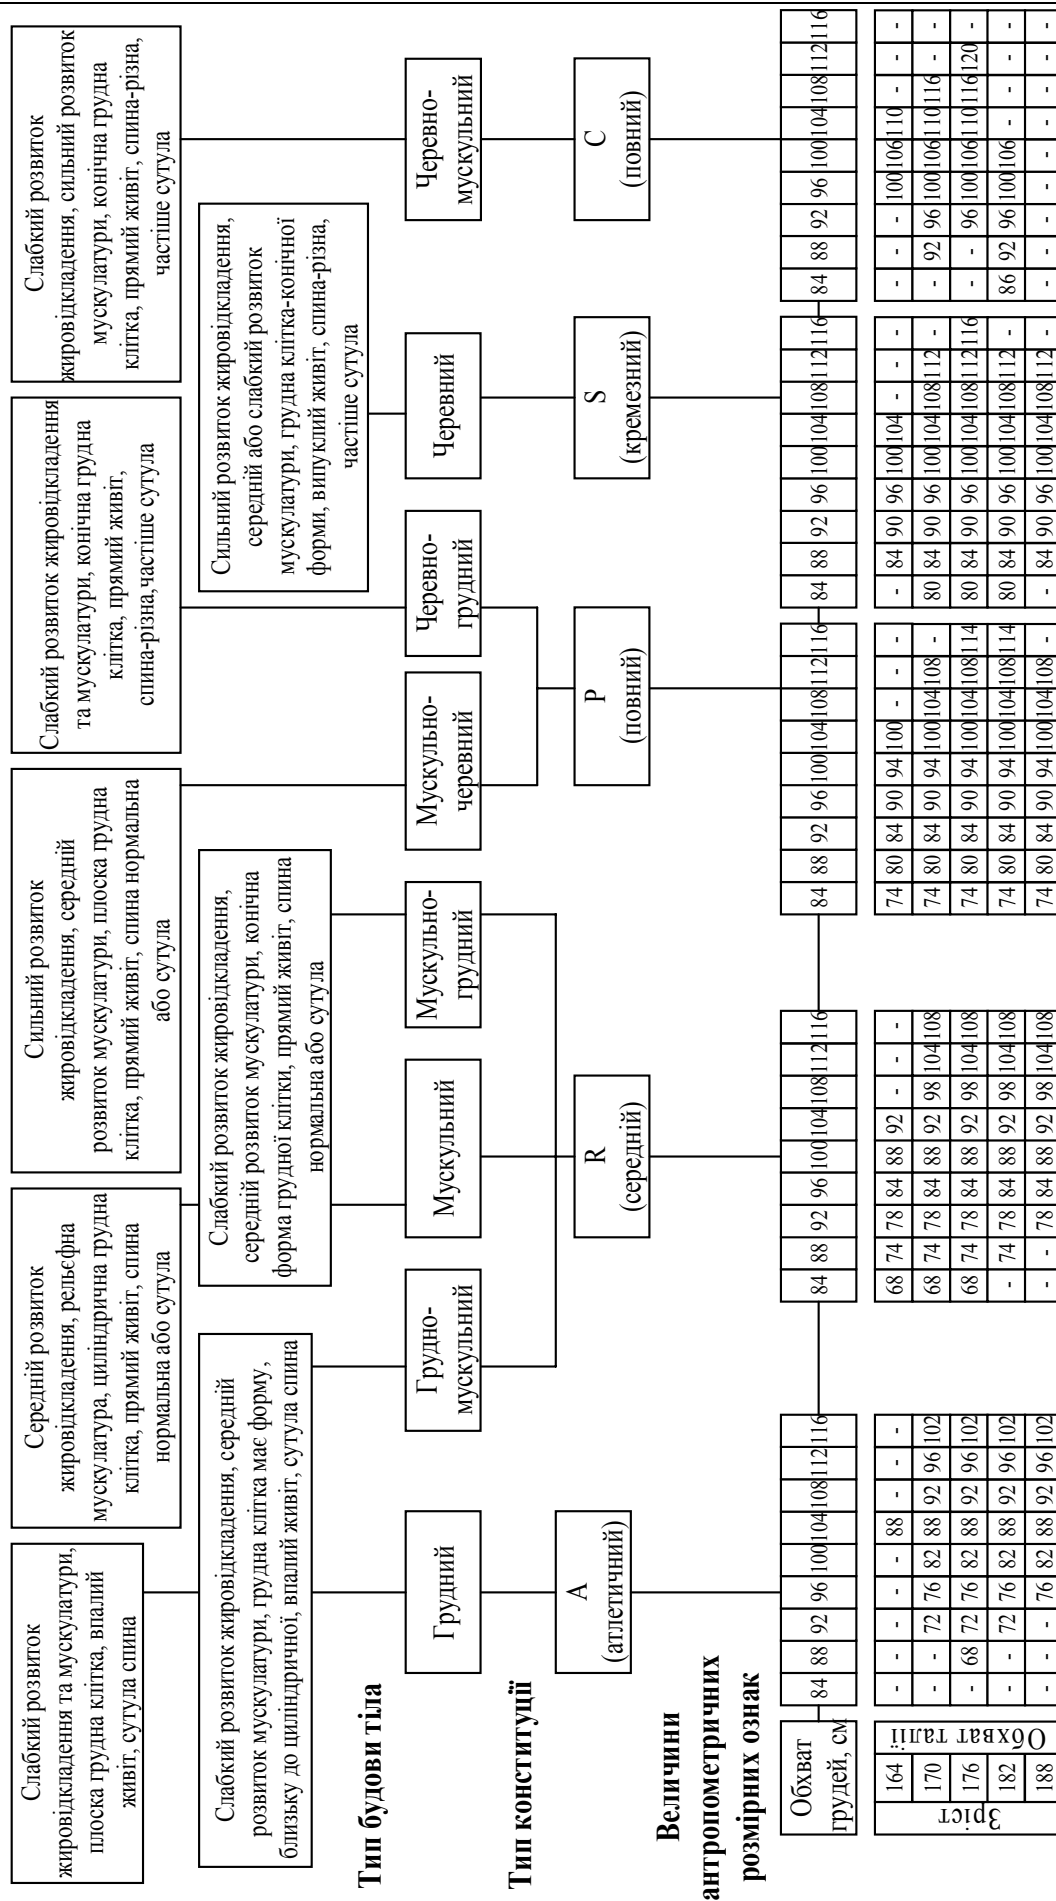 Слабкий розвиток
жировідкладення та мускулатури,
плоска грудна клітка, впалий
живіт, сутула спина
Середній розвиток
жировідкладення, рельєфна
мускулатура, циліндрична грудна
клітка, прямий живіт, спина
нормальна або сутула
Сильний розвиток
жировідкладення, середній
розвиток мускулатури, плоска грудна
клітка, прямий живіт, спина нормальна
або сутула
Слабкий розвиток жировідкладення
та мускулатури, конічна грудна
клітка, прямий живіт,
спина-різна,частіше сутула
Слабкий розвиток
жировідкладення, сильний розвиток
мускулатури, конічна грудна
клітка, прямий живіт, спина-різна,
частіше сутула
Слабкий розвиток жировідкладення, середній
розвиток мускулатури, грудна клітка має форму,
близьку до циліндричної, впалий живіт, сутула спина
Слабкий розвиток жировідкладення,
середній розвиток мускулатури, конічна
форма грудної клітки, прямий живіт, спина
нормальна або сутула
Сильний розвиток жировідкладення,
середній або слабкий розвиток
мускулатури, грудна клітка-конічної
форми, випуклий живіт, спина-різна,
частіше сутула
Тип будови тіла
Грудний
Грудно-
мускульний
Мускульний
Мускульно-
грудний
Мускульно-
черевний
Черевно-
грудний
Черевний
Черевно-
мускульний
Тип конституції
А
(атлетичний)
R
(середній)
P
(повний)
S
(кремезний)
C
(повний)
Величини
антропометричних
розмірних ознак
Обхват
грудей, см
84 88 92 96 100 104 108 112 116 84 88 92 96 100 104 108 112 116 84 88 92 96 100 104 108 112 116 84 88 92 96 100 104 108 112 116 84 88 92 96 100 104 108 112 116
Зріст
Обхват талії
164 - - - - - 88 - - - 68 74 78 84 88 92 - - - 74 80 84 90 94 100 - - - - 84 90 96 100 104 - - - - - - 100 106 110 - - -
170 - - 72 76 82 88 92 96 102 68 74 78 84 88 92 98 104 108 74 80 84 90 94 100 104 108 - 80 84 90 96 100 104 108 112 - - 92 96 100 106 110 116 - -
176 - 68 72 76 82 88 92 96 102 68 74 78 84 88 92 98 104 108 74 80 84 90 94 100 104 108 114 80 84 90 96 100 104 108 112 116 - - 96 100 106 110 116 120 -
182 - - 72 76 82 88 92 96 102 - 74 78 84 88 92 98 104 108 74 80 84 90 94 100 104 108 114 80 84 90 96 100 104 108 112 - 86 92 96 100 106 - - - -
188 - - - 76 82 88 92 96 102 - - 78 84 88 92 98 104 108 74 80 84 90 94 100 104 108 - - 84 90 96 100 104 108 112 - - - - - - - - - -